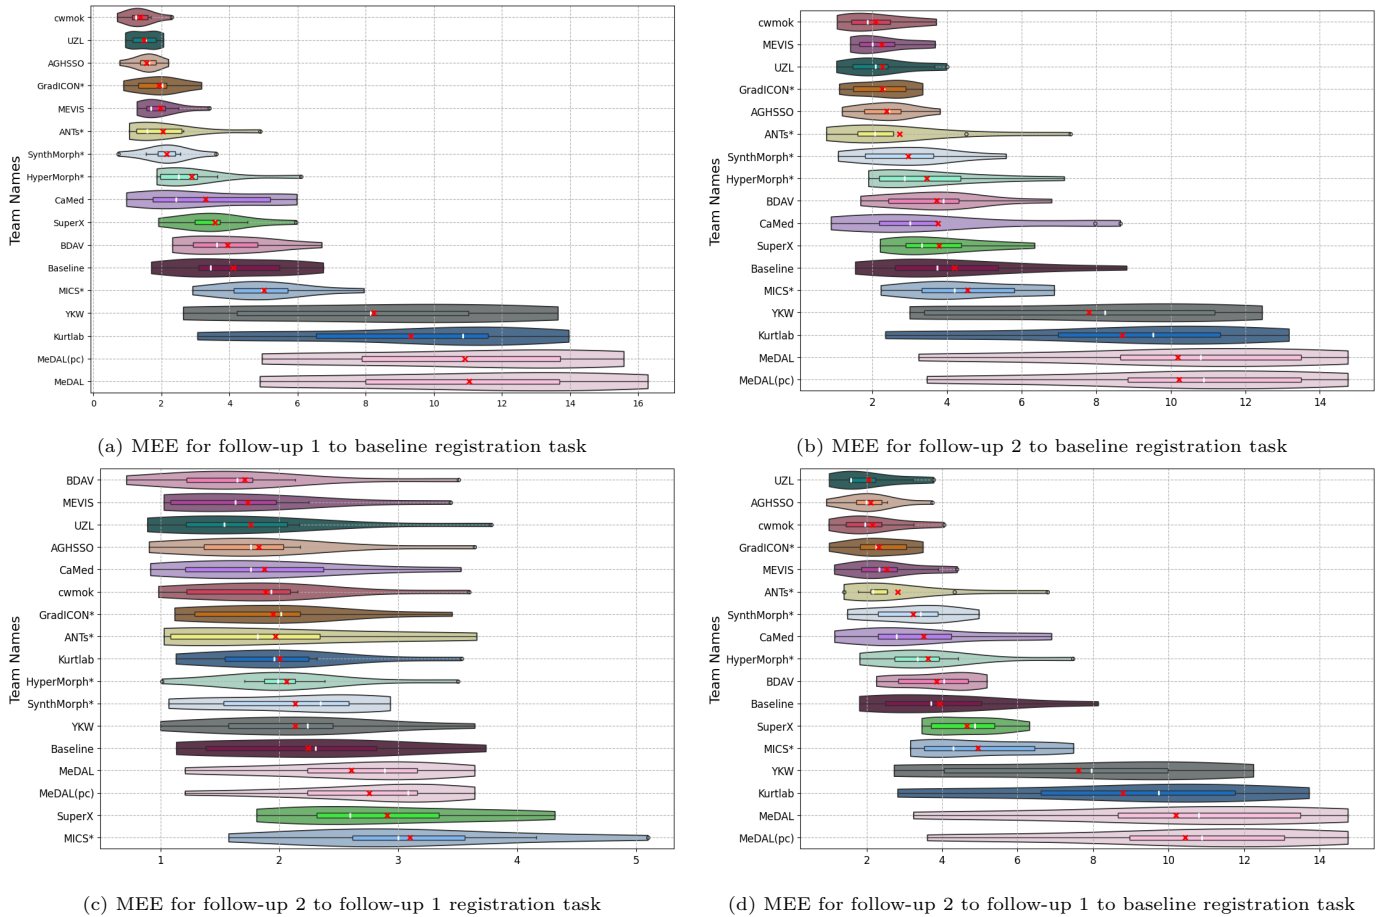 Team Names
cwmok
UZL
AGHSSO
GradICON*
MEVIS
ANTs*
SynthMorph*
HyperMorph*
CaMed
SuperX
BDAV
Baseline
MICS*
YKW
Kurtlab
MeDAL(pc)
MeDAL
0 2 4 6 8 10 12 14 16
(a) MEE for follow-up 1 to baseline registration task
Team Names
cwmok
MEVIS
UZL
GradICON*
AGHSSO
ANTs*
SynthMorph*
HyperMorph*
BDAV
CaMed
SuperX
Baseline
MICS*
YKW
Kurtlab
MeDAL
MeDAL(pc)
2 4 6 8 10 12 14
(b) MEE for follow-up 2 to baseline registration task
Team Names
BDAV
MEVIS
UZL
AGHSSO
CaMed
cwmok
GradICON*
ANTs*
Kurtlab
HyperMorph*
SynthMorph*
YKW
Baseline
MeDAL
MeDAL(pc)
SuperX
MICS*
1 2 3 4 5
(c) MEE for follow-up 2 to follow-up 1 registration task
Team Names
UZL
AGHSSO
cwmok
GradICON*
MEVIS
ANTs*
SynthMorph*
CaMed
HyperMorph*
BDAV
Baseline
SuperX
MICS*
YKW
Kurtlab
MeDAL
MeDAL(pc)
2 4 6 8 10 12 14
(d) MEE for follow-up 2 to follow-up 1 to baseline registration task